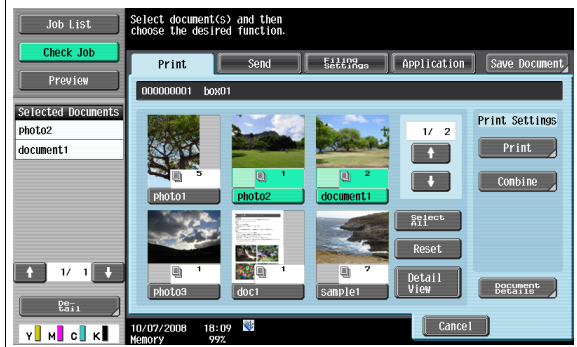 Job List
Check Job
Preview
Selected Documents
photo2
document1
1/ 1
De-
tail
Y M C K
Select document(s) and then
choose the desired function.
Print
Send
Filing
Settings
Application
Save Document
000000001 box01
5
photo1
1
photo2
2
document1
1
photo3
1
doc1
7
sample1
1/ 2
Select
All
Reset
Detail
View
Print Settings
Print
Combine
Document
Details
Cancel
10/07/2008 18:09
Memory 99%